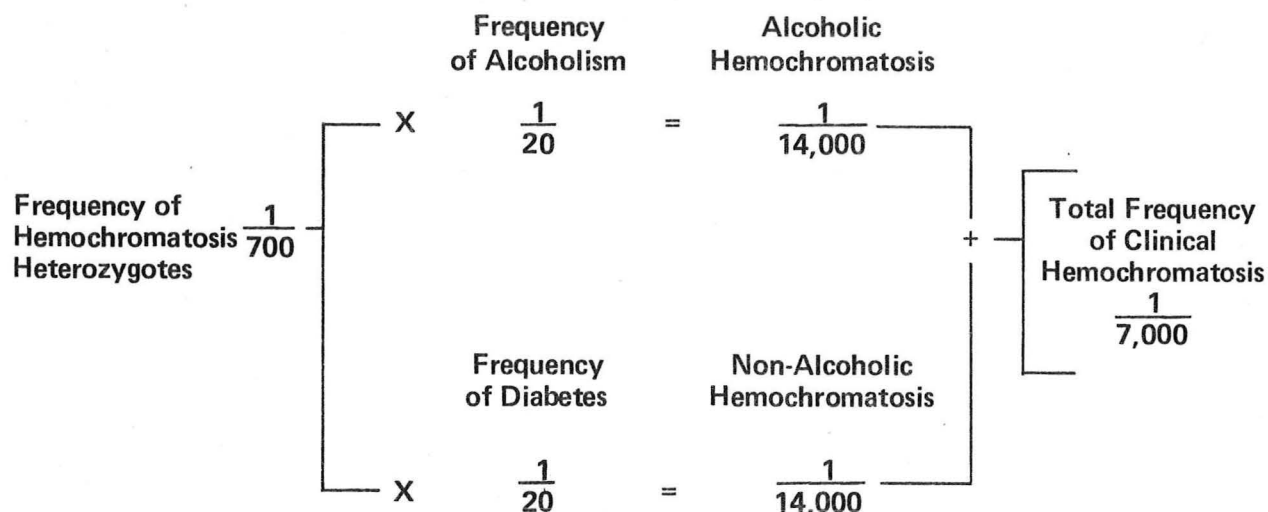 Frequency
of Alcoholism
Alcoholic
Hemochromatosis
X
1
20
=
1
14,000
Frequency of
Hemochromatosis
Heterozygotes
1
700
+
Total Frequency
of Clinical
Hemochromatosis
1
7,000
Frequency
of Diabetes
Non-Alcoholic
Hemochromatosis
X
1
20
=
1
14,000